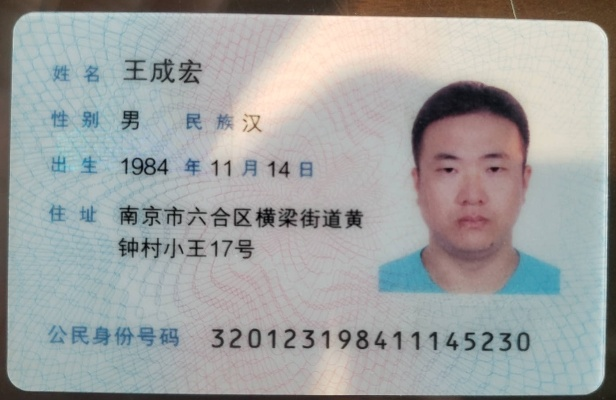 姓名 王成宏
性别 男 民族 汉
出生 1984 年 11 月 14 日
住址 南京市六合区横梁街道黄
钟村小王17号
公民身份号码 320123198411145230